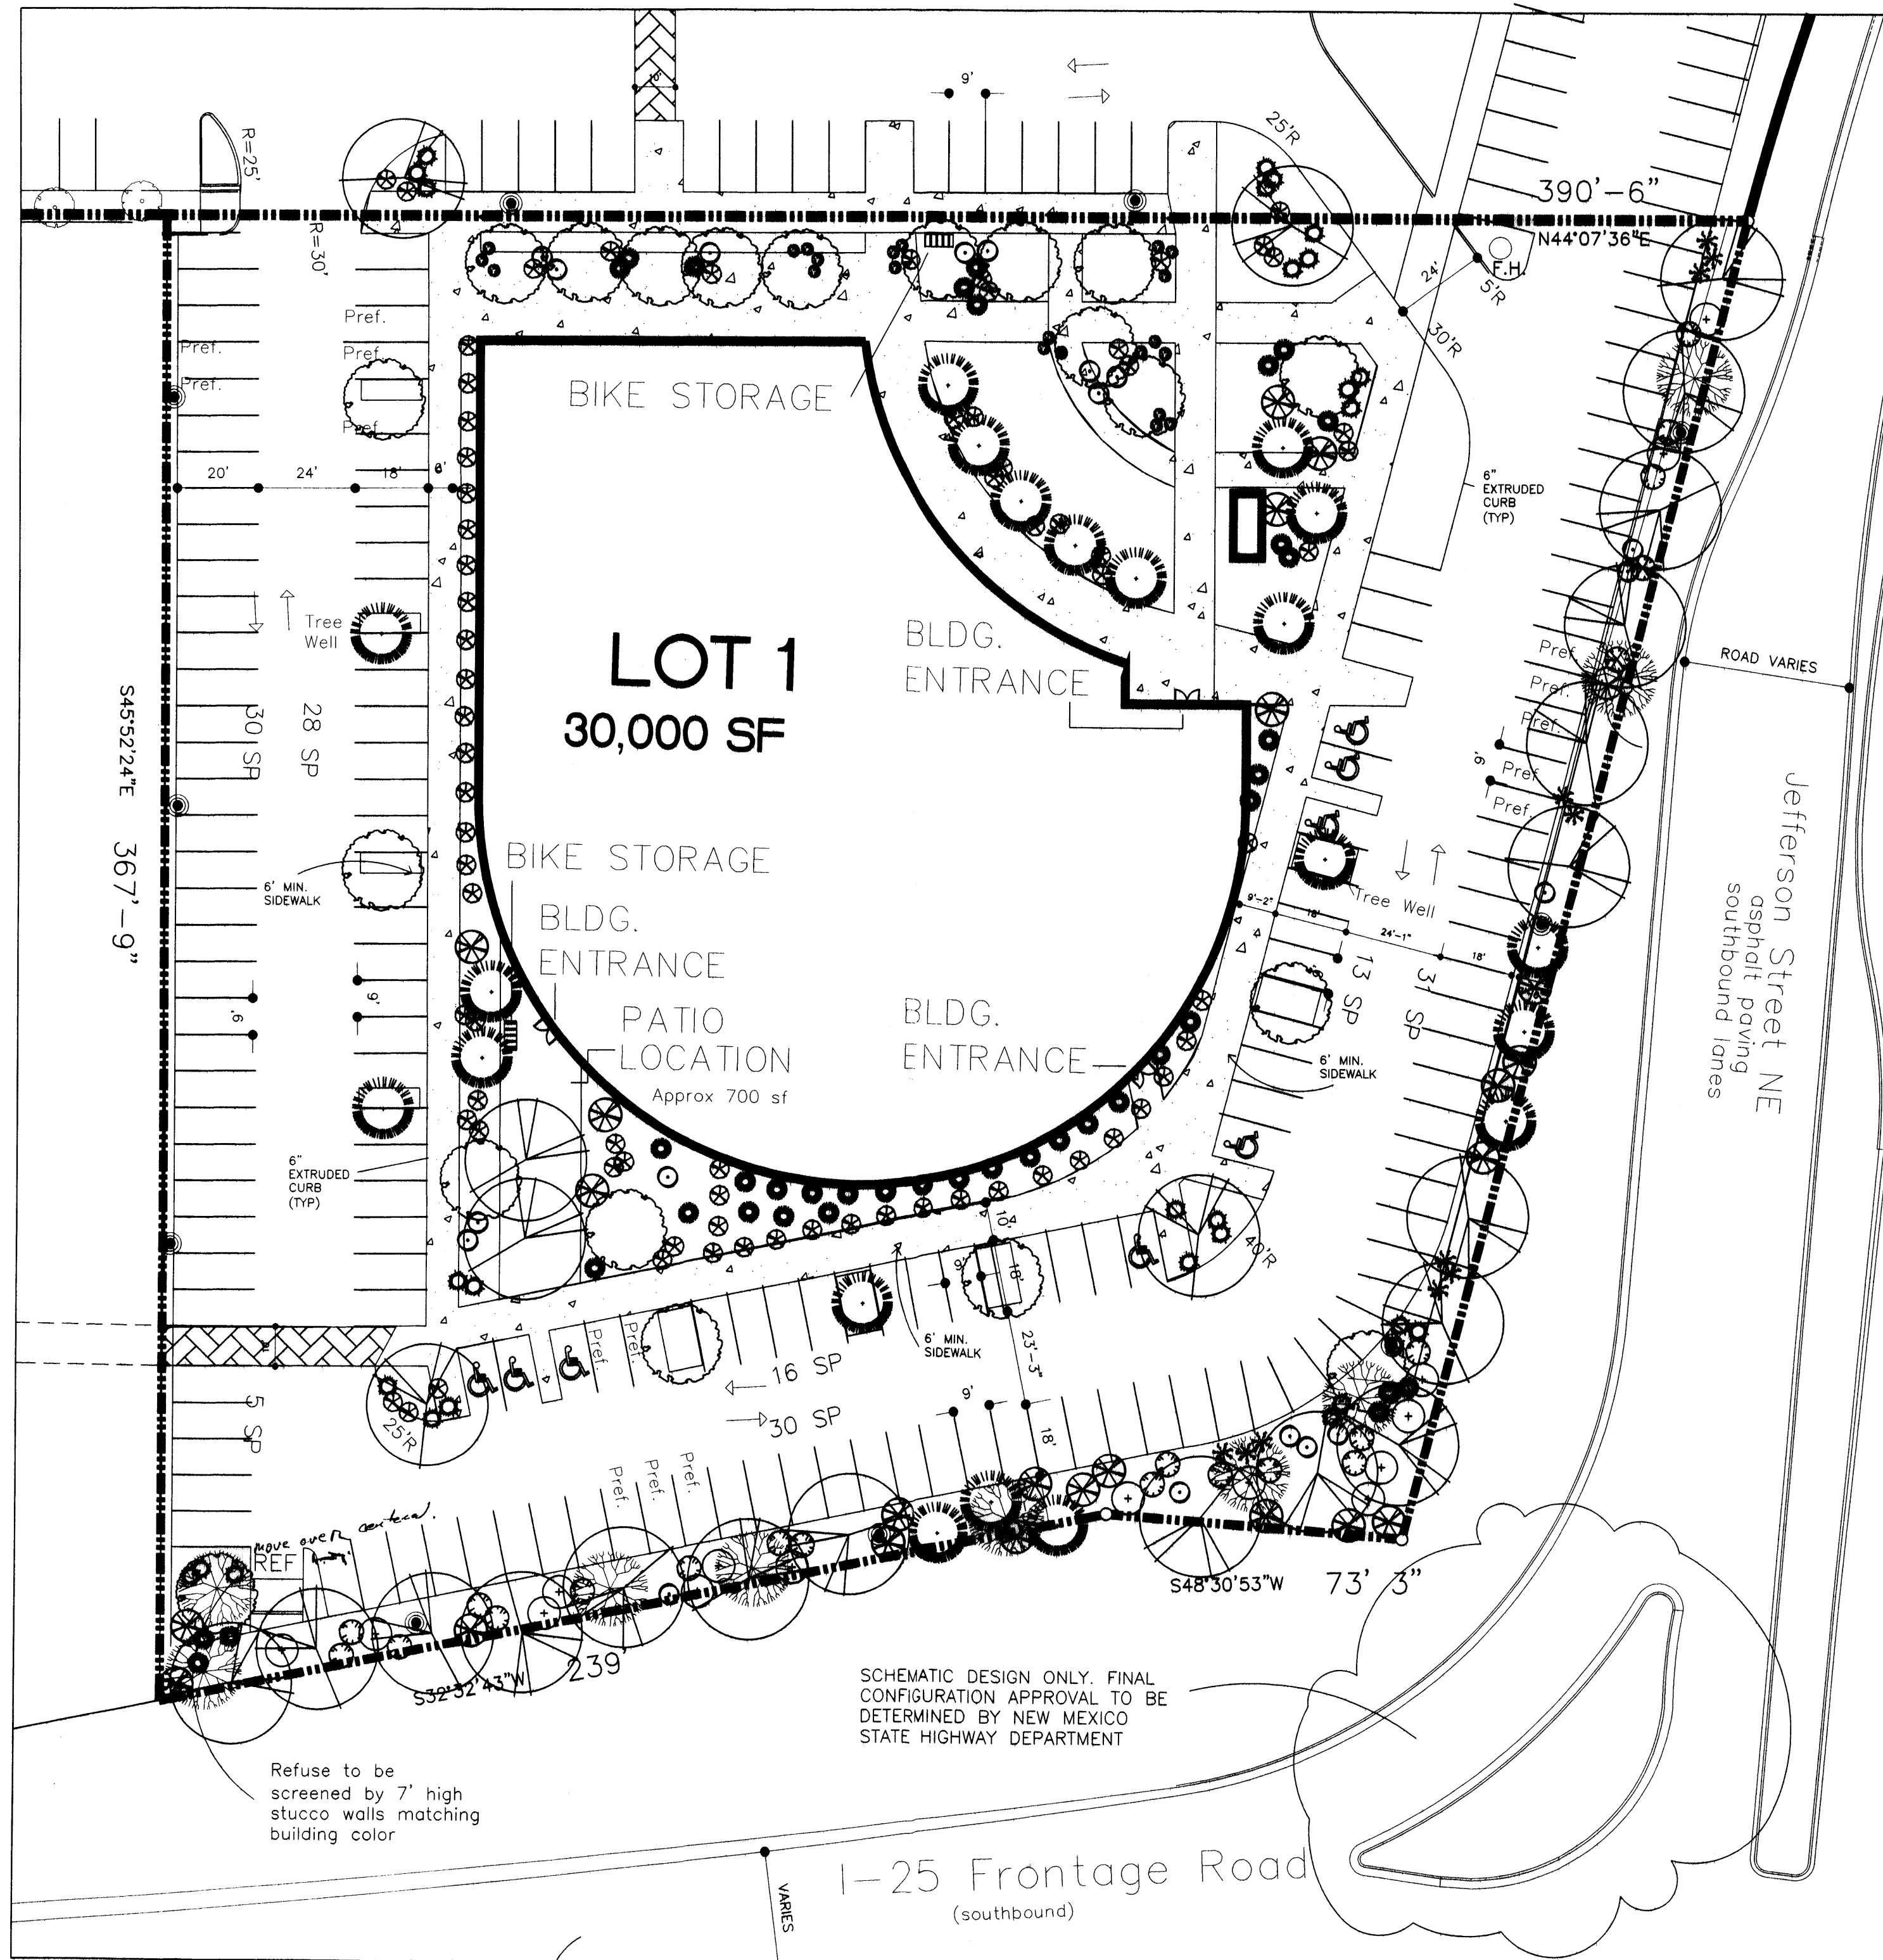 10'
9'
R=25'
25'R
390'-6"
N44°07'36"E
R=30'
F.H.
24'
5'R
30'R
Pref.
Pref.
Pref.
Pref.
Pref.
BIKE STORAGE
20'
24'
18'
6"
EXTRUDED
CURB
(TYP)
LOT 1
30,000 SF
Tree
Well
BLDG.
ENTRANCE
Pref.
Pref.
Pref.
Pref.
Pref.
ROAD VARIES
S45°52'24"E 367'-9"
30 SP
28 SP
9'
Jefferson Street NE
asphalt paving
southbound lanes
BIKE STORAGE
6' MIN.
SIDEWALK
BLDG.
ENTRANCE
Tree Well
9'-2"
18'
24'-1"
18'
13 SP
31 SP
9'
9'
PATIO
LOCATION
Approx 700 sf
BLDG.
ENTRANCE
6' MIN.
SIDEWALK
6"
EXTRUDED
CURB
(TYP)
10'
9'
18'
40'R
6' MIN.
SIDEWALK
23'-3"
Pref.
Pref.
16 SP
30 SP
9'
18'
25'R
5 SP
Pref.
Pref.
Pref.
move over
REF
S48°30'53"W 73' 3"
S32°32'43"W 239'
SCHEMATIC DESIGN ONLY. FINAL
CONFIGURATION APPROVAL TO BE
DETERMINED BY NEW MEXICO
STATE HIGHWAY DEPARTMENT
Refuse to be
screened by 7' high
stucco walls matching
building color
I-25 Frontage Road
(southbound)
VARIES